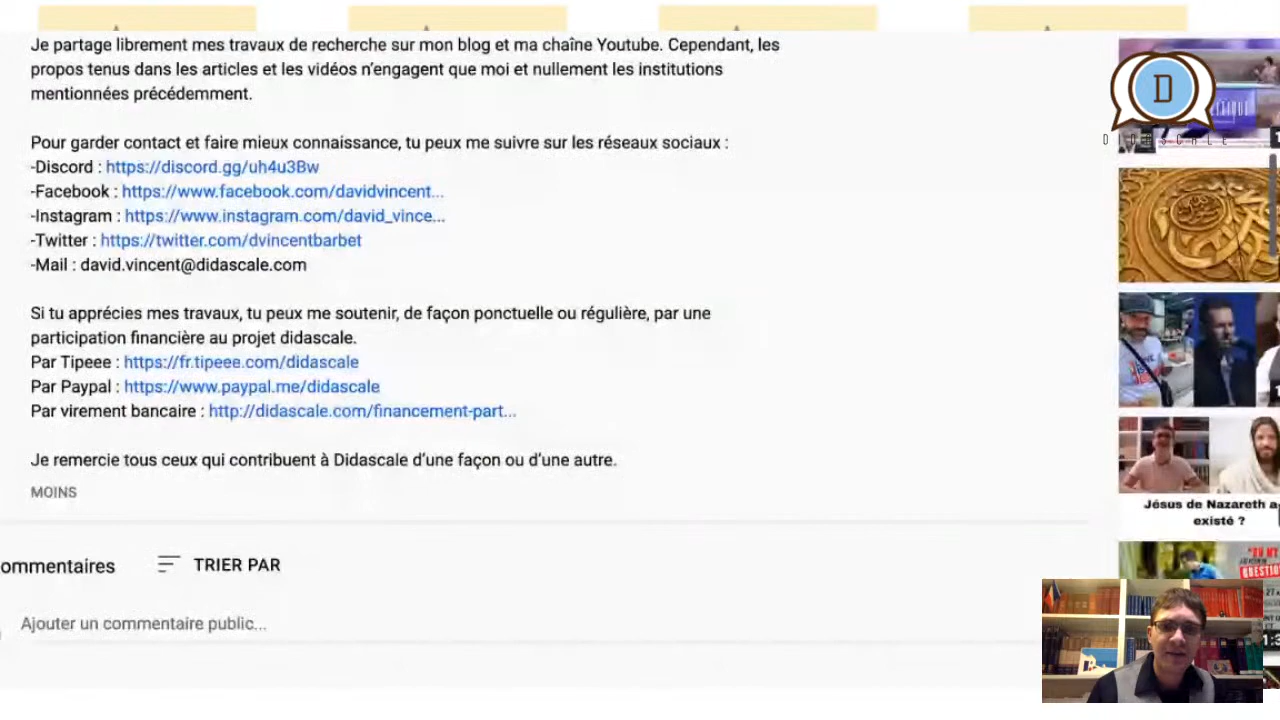 Je partage librement mes travaux de recherche sur mon blog et ma chaîne Youtube. Cependant, les
propos tenus dans les articles et les vidéos n'engagent que moi et nullement les institutions
mentionnées précédemment.
Pour garder contact et faire mieux connaissance, tu peux me suivre sur les réseaux sociaux :
-Discord : https://discord.gg/uh4u3Bw
-Facebook : https://www.facebook.com/davidvincent...
-Instagram : https://www.instagram.com/david_vince...
-Twitter : https://twitter.com/dvincentbarbet
-Mail : david.vincent@didascale.com
Si tu apprécies mes travaux, tu peux me soutenir, de façon ponctuelle ou régulière, par une
participation financière au projet didascale.
Par Tipeee : https://fr.tipeee.com/didascale
Par Paypal : https://www.paypal.me/didascale
Par virement bancaire : http://didascale.com/financement-part...
Je remercie tous ceux qui contribuent à Didascale d'une façon ou d'une autre.
MOINS
ommentaires
TRIER PAR
Ajouter un commentaire public...
D
DIDASCALE
Jésus de Nazareth a
existé ?
QUESTIO